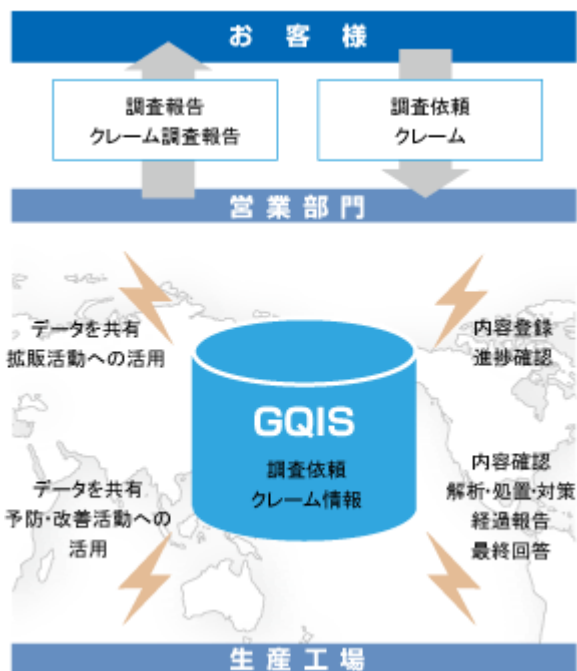 お客様
調査報告
クレーム調査報告
調査依頼
クレーム
営業部門
データを共有
拡販活動への活用
内容登録
進捗確認
GQIS
調査依頼
クレーム情報
データを共有
予防・改善活動への
活用
内容確認
解析・処置・対策
経過報告
最終回答
生産工場